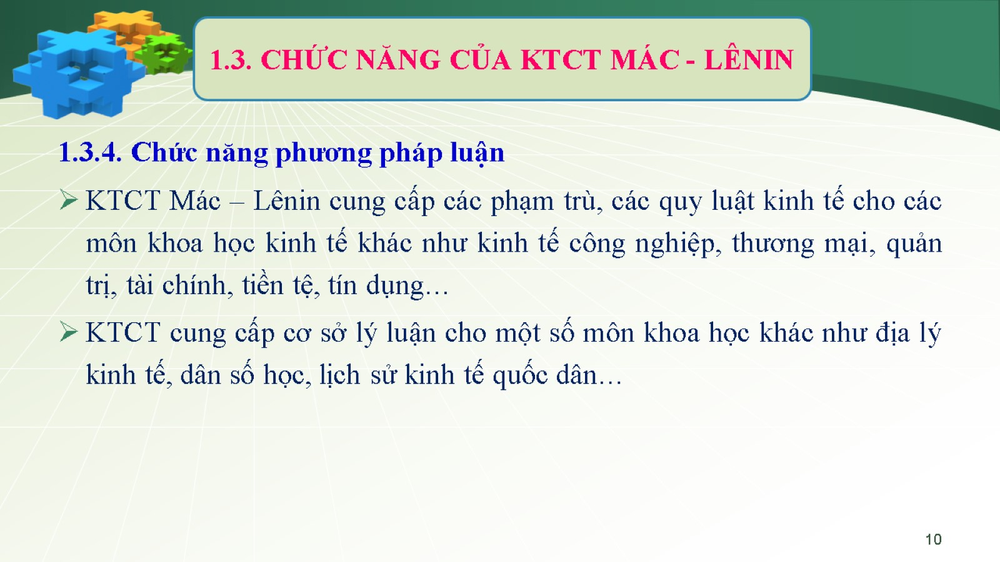 1.3. CHỨC NĂNG CỦA KTCT MÁC - LÊNIN
1.3.4. Chức năng phương pháp luận
KTCT Mác – Lênin cung cấp các phạm trù, các quy luật kinh tế cho các
môn khoa học kinh tế khác như kinh tế công nghiệp, thương mại, quản
trị, tài chính, tiền tệ, tín dụng…
KTCT cung cấp cơ sở lý luận cho một số môn khoa học khác như địa lý
kinh tế, dân số học, lịch sử kinh tế quốc dân…
10